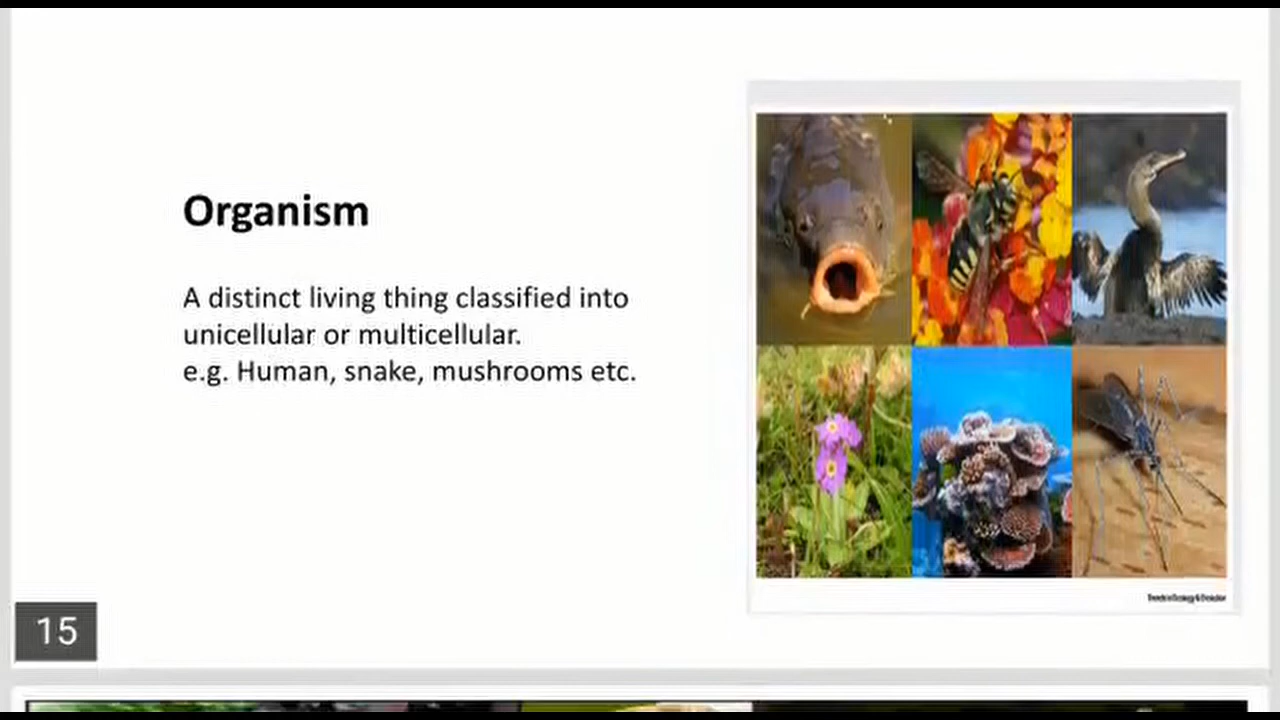 Organism
A distinct living thing classified into
unicellular or multicellular.
e.g. Human, snake, mushrooms etc.
15